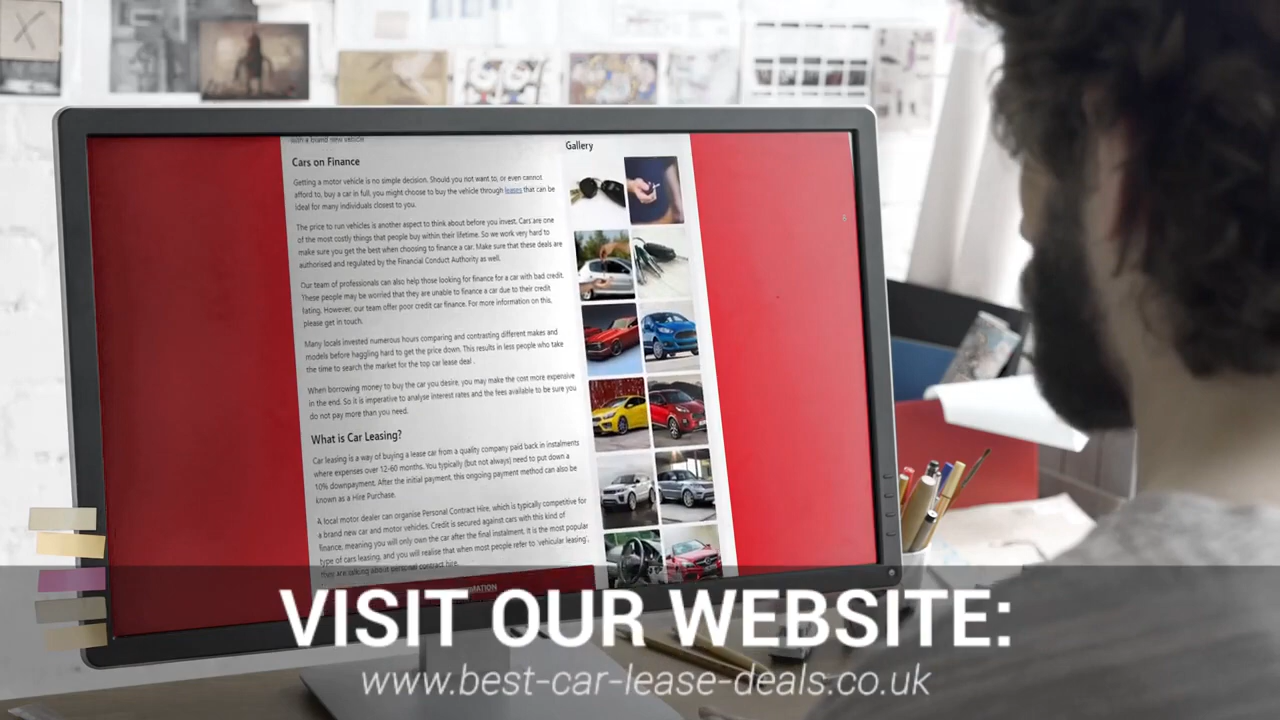 with a brand new vehicle.
Cars on Finance
Getting a motor vehicle is no simple decision. Should you not want to, or even cannot
afford to, buy a car in full, you might choose to buy the vehicle through leases that can be
ideal for many individuals closest to you.
The price to run vehicles is another aspect to think about before you invest. Cars are one
of the most costly things that people buy within their lifetime. So we work very hard to
make sure you get the best when choosing to finance a car. Make sure that these deals are
authorised and regulated by the Financial Conduct Authority as well.
Our team of professionals can also help those looking for finance for a car with bad credit.
These people may be worried that they are unable to finance a car due to their credit
rating. However, our team offer poor credit car finance. For more information on this,
please get in touch.
Many locals invested numerous hours comparing and contrasting different makes and
models before haggling hard to get the price down. This results in less people who take
the time to search the market for the top car lease deal .
When borrowing money to buy the car you desire, you may make the cost more expensive
in the end. So it is imperative to analyse interest rates and the fees available to be sure you
do not pay more than you need.
What is Car Leasing?
Car leasing is a way of buying a lease car from a quality company paid back in instalments
where expenses over 12-60 months. You typically (but not always) need to put down a
10% downpayment. After the initial payment, this ongoing payment method can also be
known as a Hire Purchase.
A local motor dealer can organise Personal Contract Hire, which is typically competitive for
a brand new car and motor vehicles. Credit is secured against cars with this kind of
finance, meaning you will only own the car after the final instalment. It is the most popular
type of cars leasing, and you will realise that when most people refer to 'vehicular leasing',
they are talking about personal contract hire.
Gallery
VISIT OUR WEBSITE:
www.best-car-lease-deals.co.uk